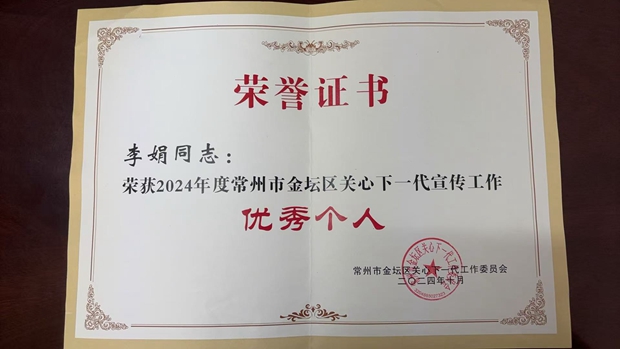 荣誉证书
李娟同志：
荣获2024年度常州市金坛区关心下一代宣传工作
优秀个人
常州市金坛区关心下一代工作委员会
二〇二四年十月